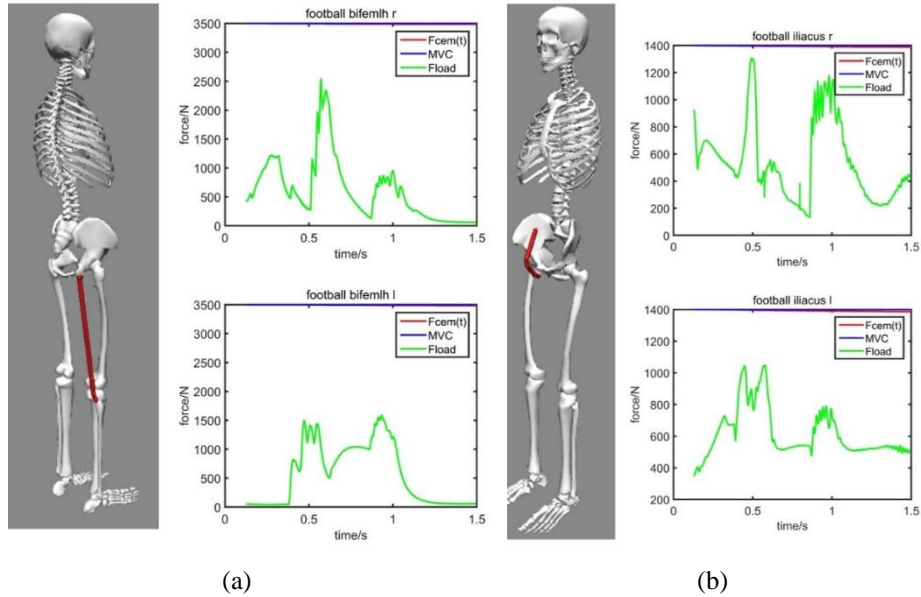 football bifemlh r
3500
3000
2500
2000
1500
1000
500
0
force/N
Fcem(t)
MVC
Fload
0 0.5 1 1.5
time/s
football bifemlh l
3500
3000
2500
2000
1500
1000
500
0
force/N
Fcem(t)
MVC
Fload
0 0.5 1 1.5
time/s
(a)
football iliacus r
1400
1200
1000
800
600
400
200
0
force/N
Fcem(t)
MVC
Fload
0 0.5 1 1.5
time/s
football iliacus l
1400
1200
1000
800
600
400
200
force/N
Fcem(t)
MVC
Fload
0 0.5 1 1.5
time/s
(b)